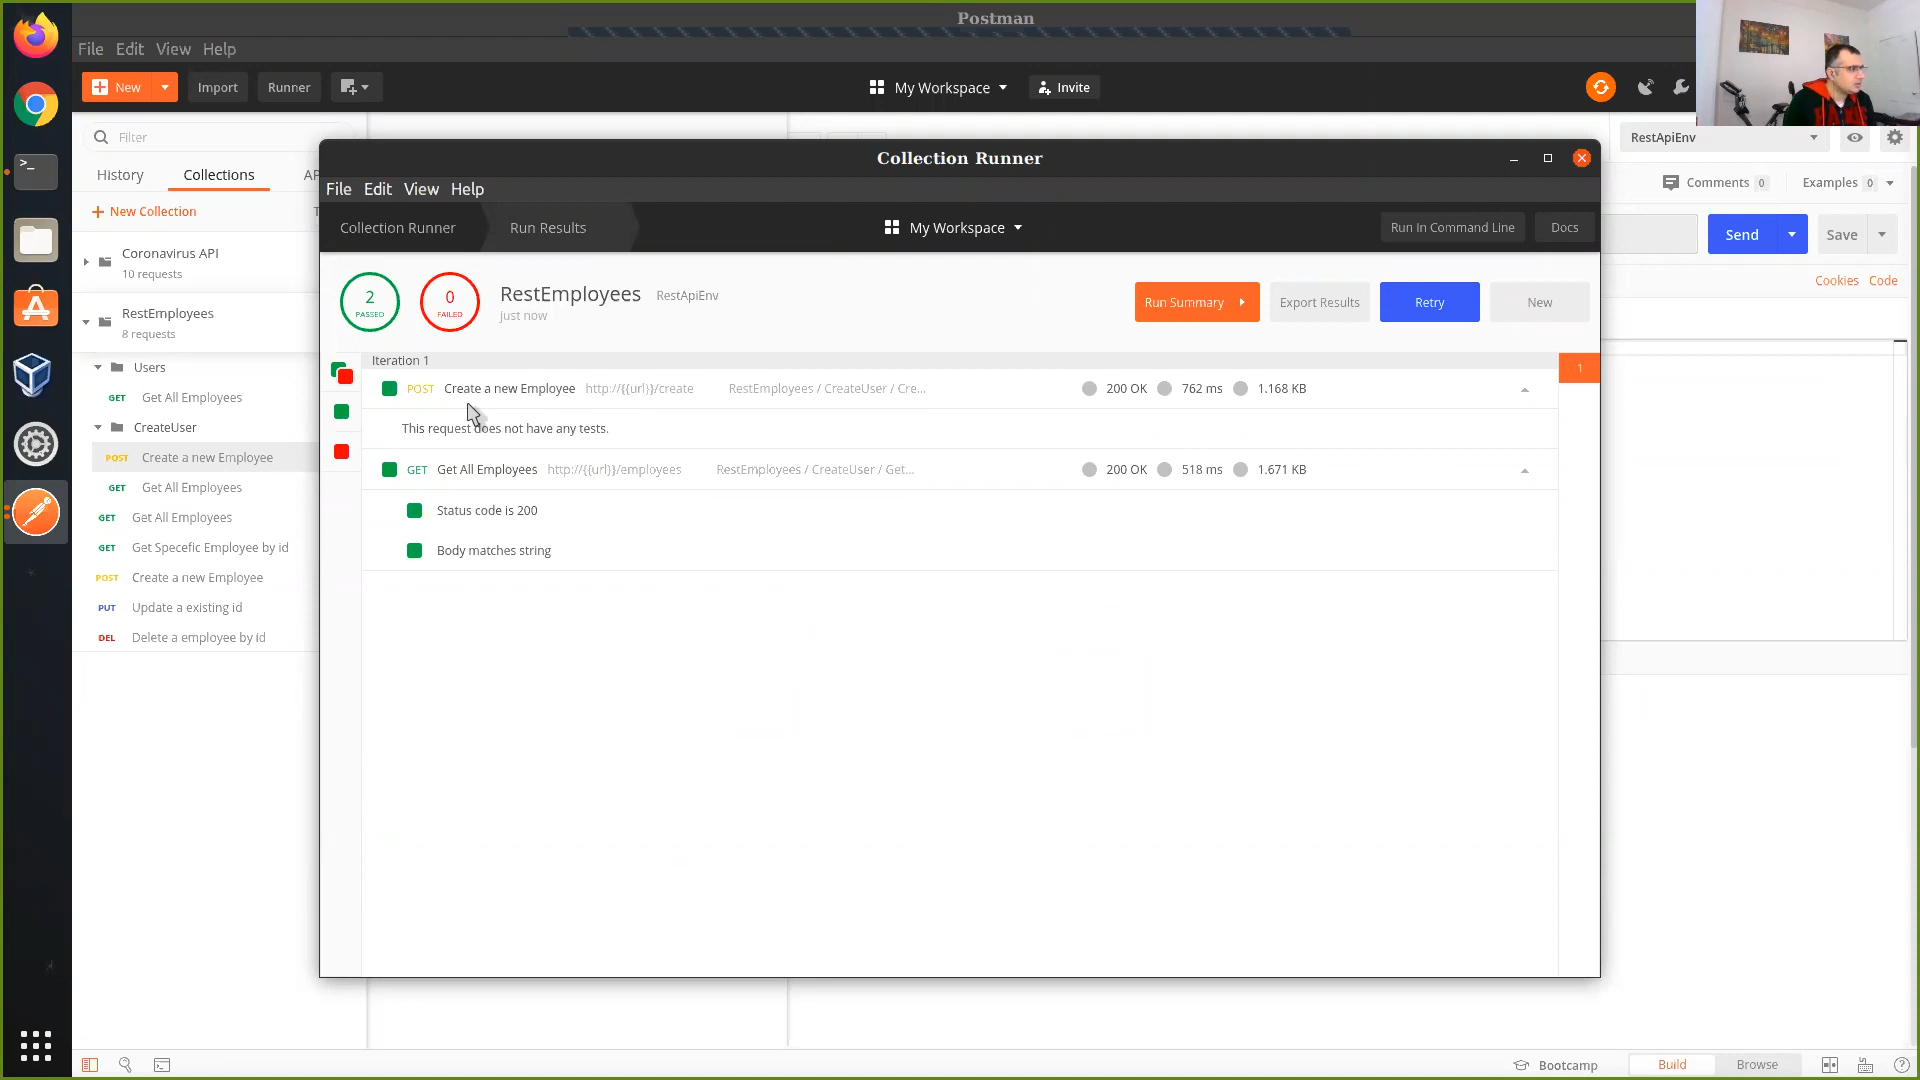 Postman
File Edit View Help
New Import Runner My Workspace Invite
Filter
RestApiEnv
History Collections AP
Comments 0 Examples 0
New Collection T
Coronavirus API
10 requests
RestEmployees
8 requests
Users
GET Get All Employees
CreateUser
POST Create a new Employee
GET Get All Employees
GET Get All Employees
GET Get Specefic Employee by id
POST Create a new Employee
PUT Update a existing id
DEL Delete a employee by id
Send Save
Cookies Code
Collection Runner
File Edit View Help
Collection Runner Run Results My Workspace Run In Command Line Docs
2 PASSED
0 FAILED
RestEmployees RestApiEnv
just now
Run Summary Export Results Retry New
Iteration 1
1
POST Create a new Employee http://{{url}}/create RestEmployees / CreateUser / Cre... 200 OK 762 ms 1.168 KB
This request does not have any tests.
GET Get All Employees http://{{url}}/employees RestEmployees / CreateUser / Get... 200 OK 518 ms 1.671 KB
Status code is 200
Body matches string
Bootcamp Build Browse